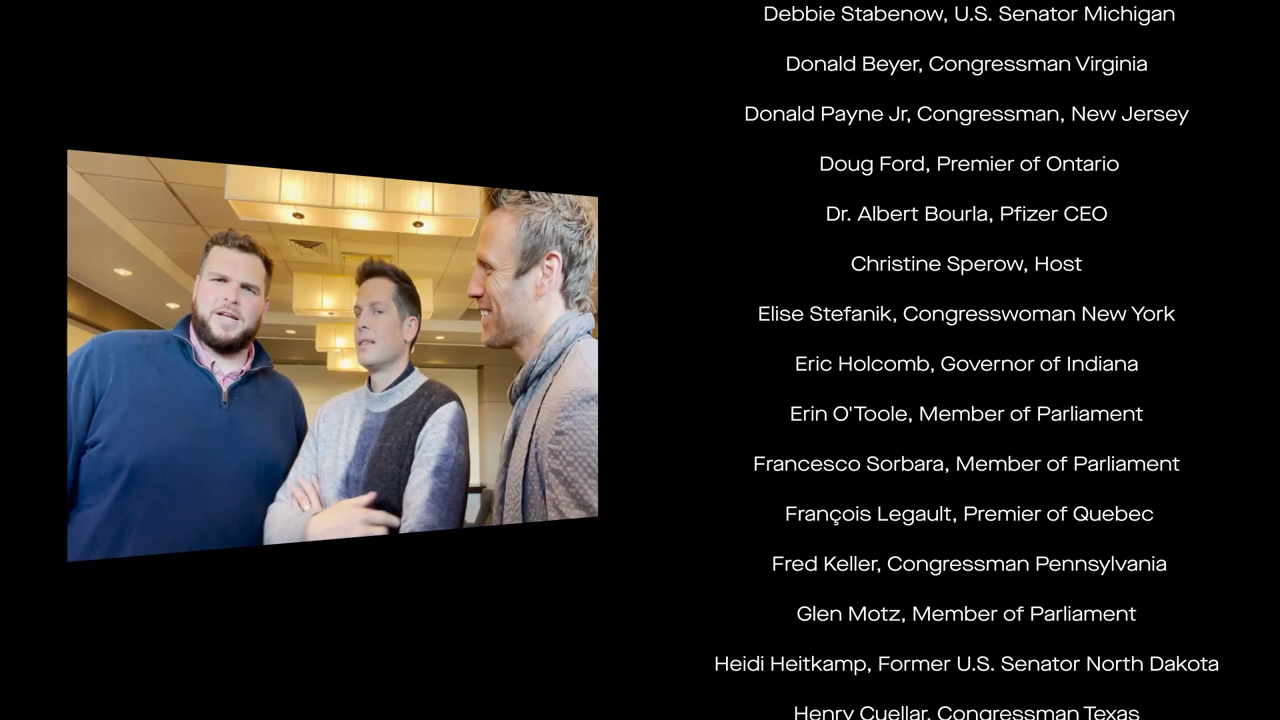 Debbie Stabenow, U.S. Senator Michigan
Donald Beyer, Congressman Virginia
Donald Payne Jr, Congressman, New Jersey
Doug Ford, Premier of Ontario
Dr. Albert Bourla, Pfizer CEO
Christine Sperow, Host
Elise Stefanik, Congresswoman New York
Eric Holcomb, Governor of Indiana
Erin O'Toole, Member of Parliament
Francesco Sorbara, Member of Parliament
François Legault, Premier of Quebec
Fred Keller, Congressman Pennsylvania
Glen Motz, Member of Parliament
Heidi Heitkamp, Former U.S. Senator North Dakota
Henry Cuellar, Congressman Texas